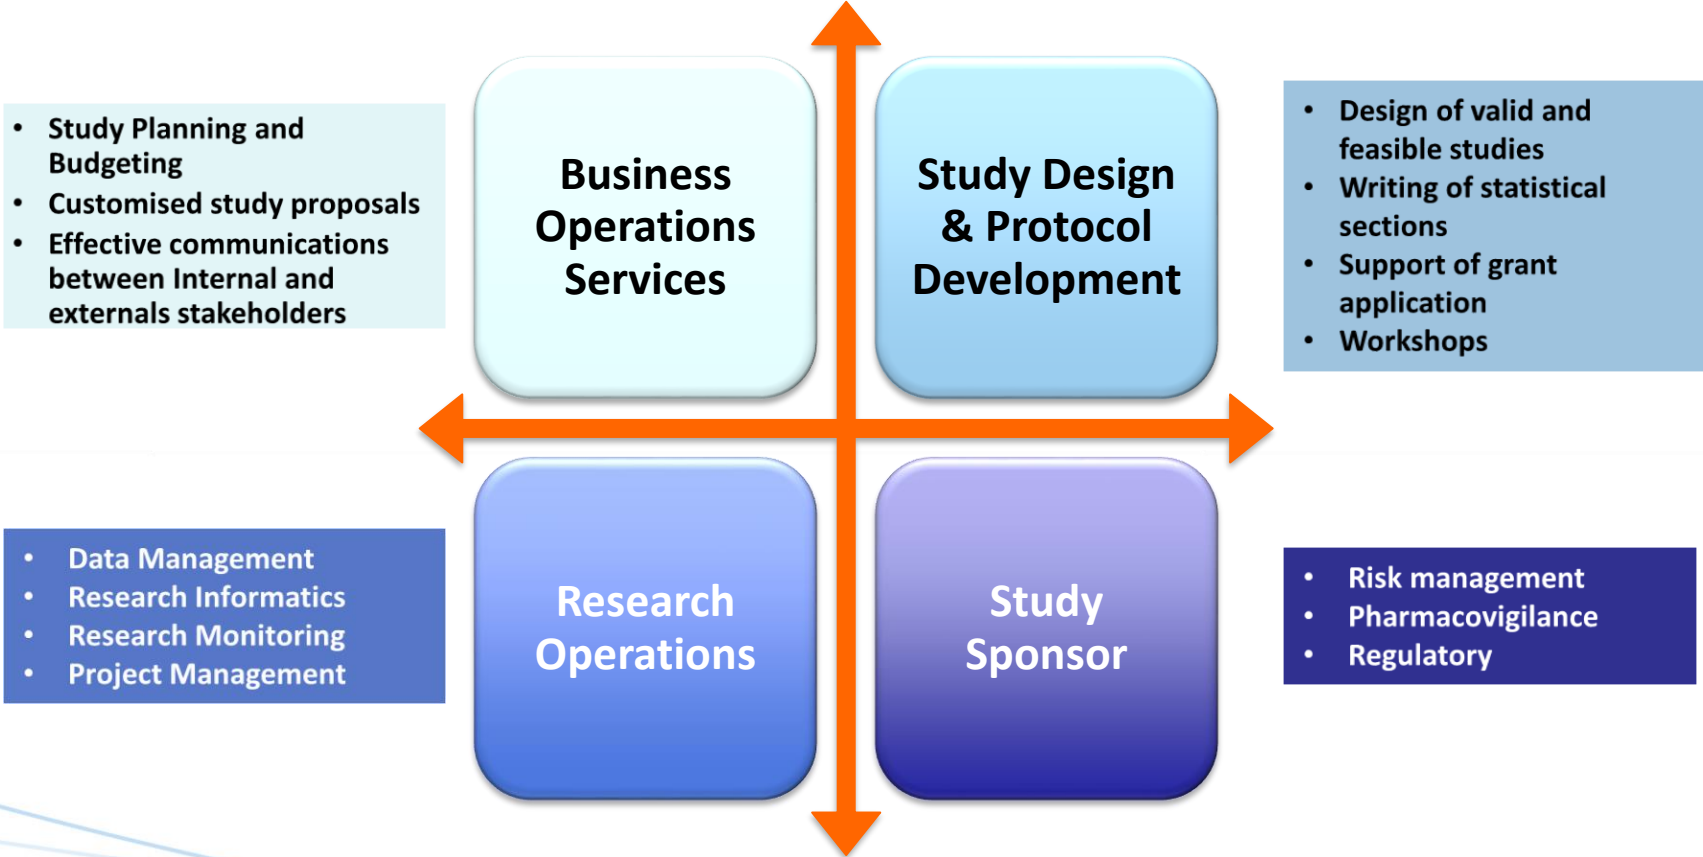 • Study Planning and
Budgeting
• Customised study proposals
• Effective communications
between Internal and
externals stakeholders
Business
Operations
Services
Study Design
& Protocol
Development
• Design of valid and
feasible studies
• Writing of statistical
sections
• Support of grant
application
• Workshops
• Data Management
• Research Informatics
• Research Monitoring
• Project Management
Research
Operations
Study
Sponsor
• Risk management
• Pharmacovigilance
• Regulatory